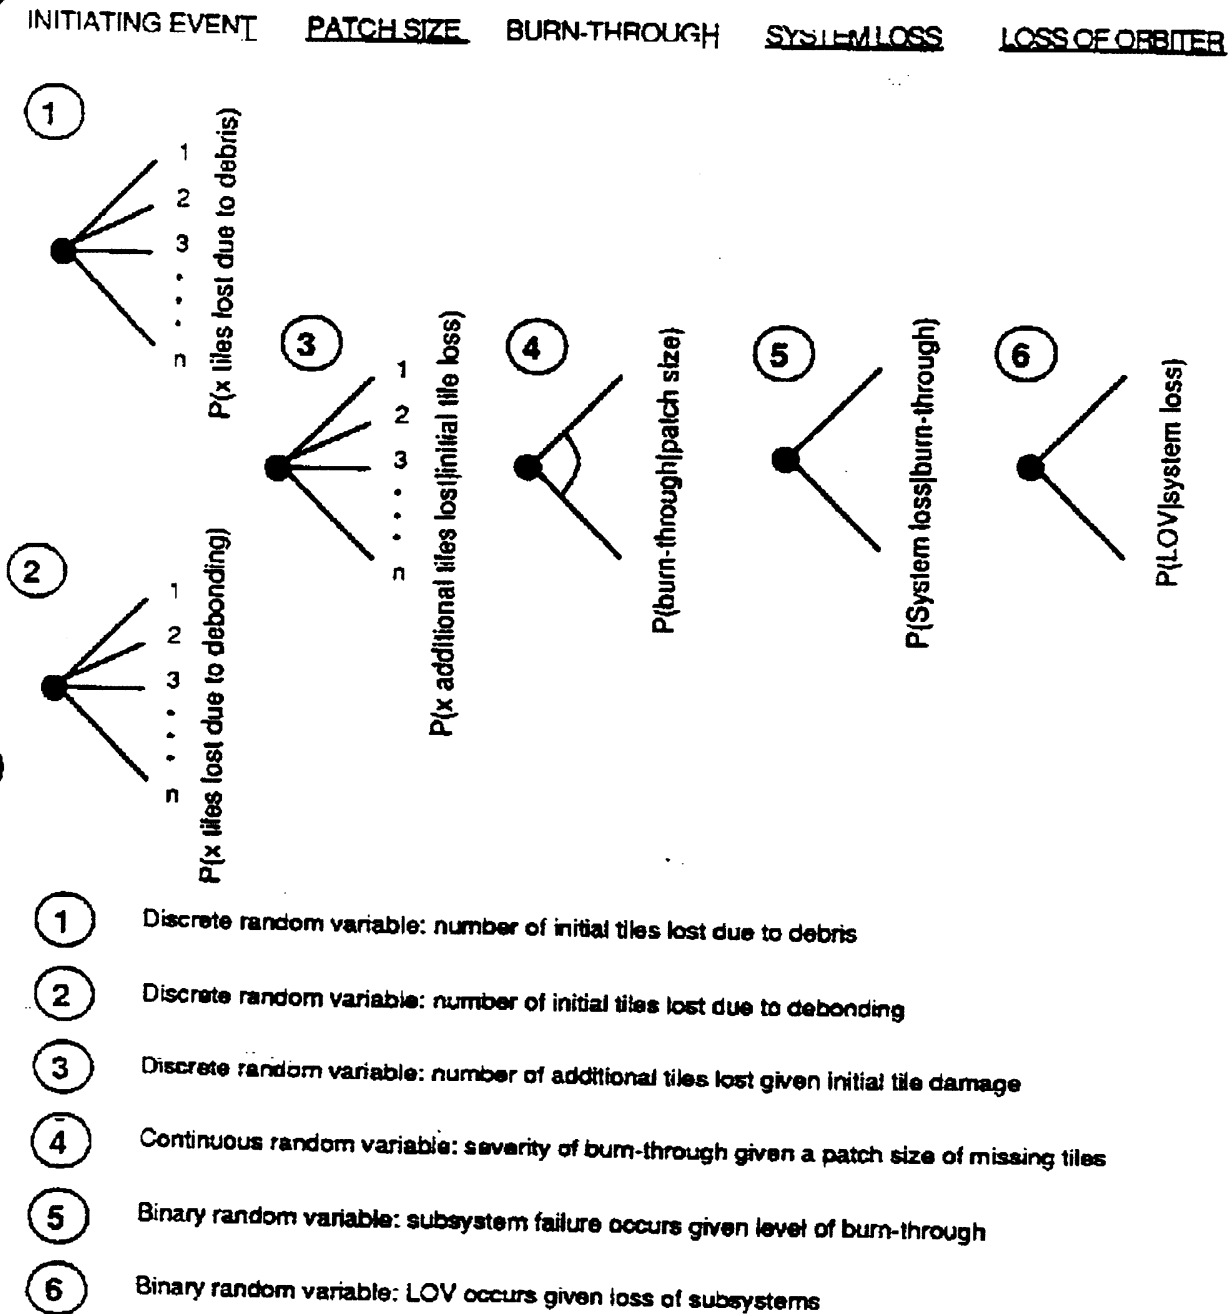 INITIATING EVENT PATCH SIZE BURN-THROUGH SYSTEM LOSS LOSS OF ORBITER
1
1
2
3
.
.
.
n
P(x tiles lost due to debris)
2
1
2
3
.
.
.
n
P(x tiles lost due to debonding)
3
1
2
3
.
.
.
n
P(x additional tiles lost|initial tile loss)
4
P(burn-through|patch size)
5
P(System loss|burn-through)
6
P(LOV|system loss)
1 Discrete random variable: number of initial tiles lost due to debris
2 Discrete random variable: number of initial tiles lost due to debonding
3 Discrete random variable: number of additional tiles lost given initial tile damage
4 Continuous random variable: severity of burn-through given a patch size of missing tiles
5 Binary random variable: subsystem failure occurs given level of burn-through
6 Binary random variable: LOV occurs given loss of subsystems